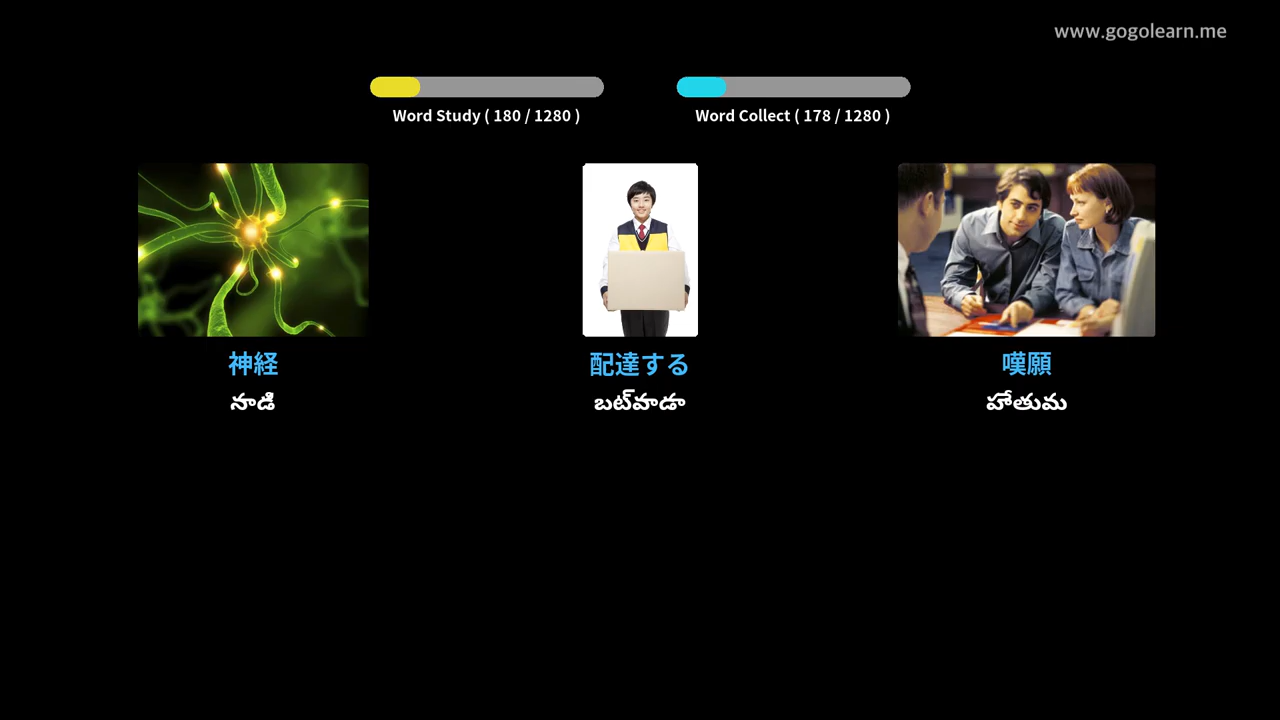 www.gogolearn.me
Word Study ( 180 / 1280 )
Word Collect ( 178 / 1280 )
神経
配達する
嘆願
నాడి
బట్‌వాడా
హేతుమ